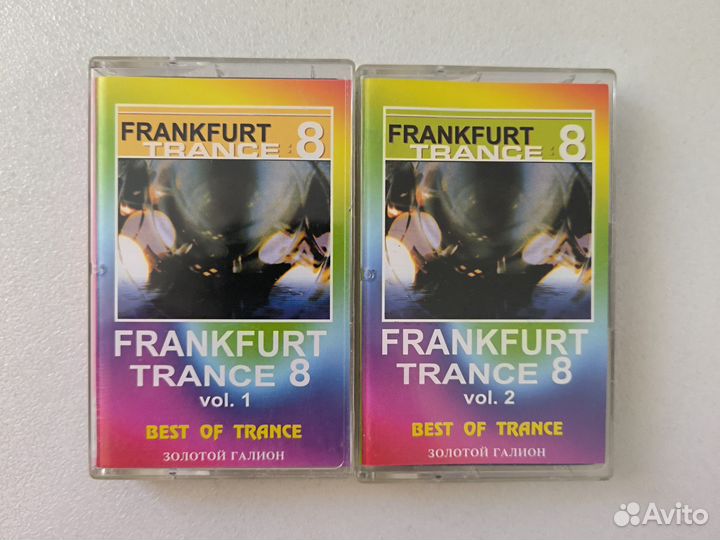 FRANKFURT
TRANCE 8
FRANKFURT
TRANCE 8
vol. 1
BEST OF TRANCE
ЗОЛОТОЙ ГАЛИОН
FRANKFURT
TRANCE 8
FRANKFURT
TRANCE 8
vol. 2
BEST OF TRANCE
ЗОЛОТОЙ ГАЛИОН
Avito